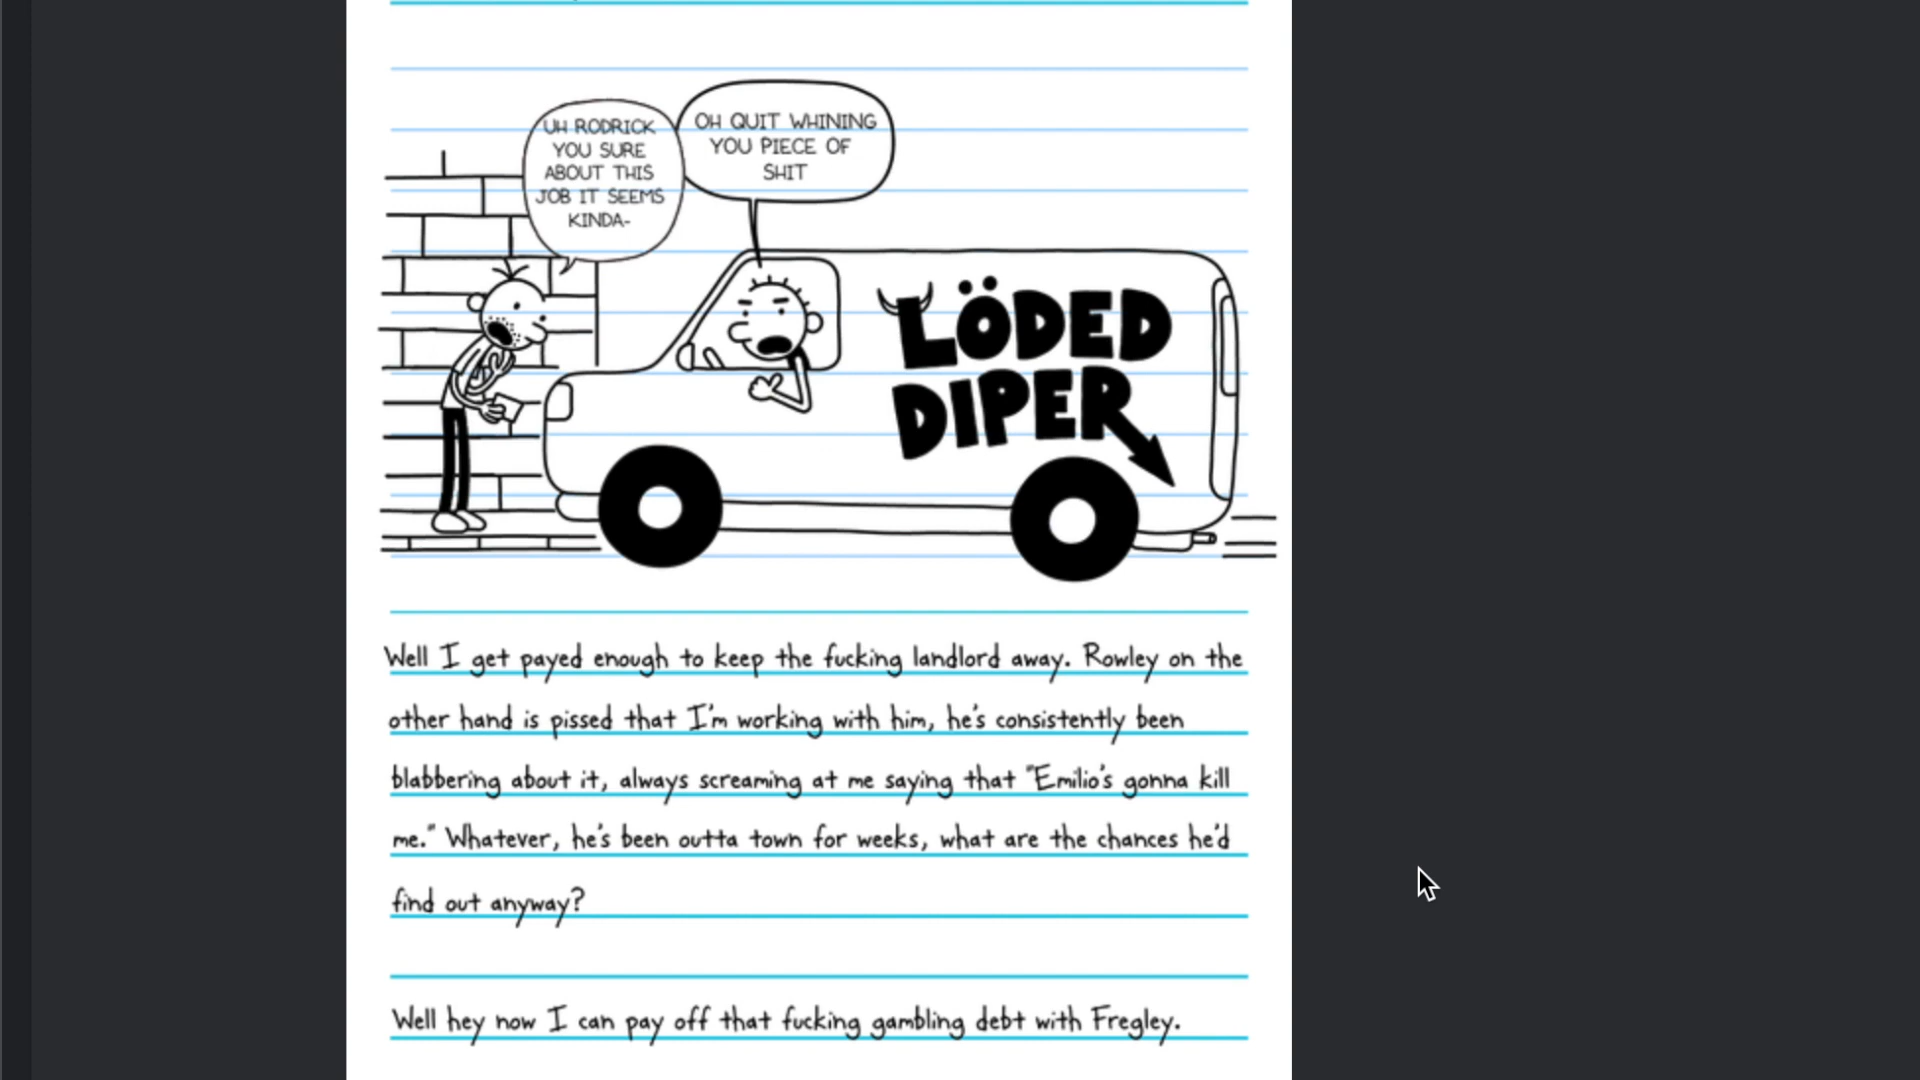 UH RODRICK
YOU SURE
ABOUT THIS
JOB IT SEEMS
KINDA-
OH QUIT WHINING
YOU PIECE OF
SHIT
LÖDED
DIPER
Well I get payed enough to keep the fucking landlord away. Rowley on the
other hand is pissed that I'm working with him, he's consistently been
blabbering about it, always screaming at me saying that "Emilio's gonna kill
me." Whatever, he's been outta town for weeks, what are the chances he'd
find out anyway?
Well hey now I can pay off that fucking gambling debt with Fregley.